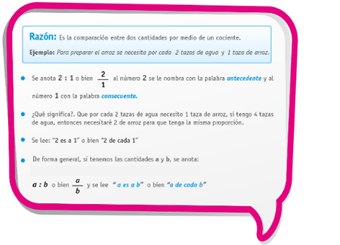 Razón: Es la comparación entre dos cantidades por medio de un cociente.
Ejemplo: Para preparar el arroz se necesita por cada 2 tazas de agua y 1 taza de arroz.
Se anota 2 : 1 o bien 2/1 al número 2 se le nombra con la palabra antecedente y al
número 1 con la palabra consecuente.
¿Qué significa?. Que por cada 2 tazas de agua necesito 1 taza de arroz, si tengo 4 tazas
de agua, entonces necesitaré 2 de arroz para que tenga la misma proporción.
Se lee: "2 es a 1" o bien "2 de cada 1"
De forma general, si tenemos las cantidades a y b, se anota:
a : b o bien a/b y se lee "a es a b" o bien "a de cada b"